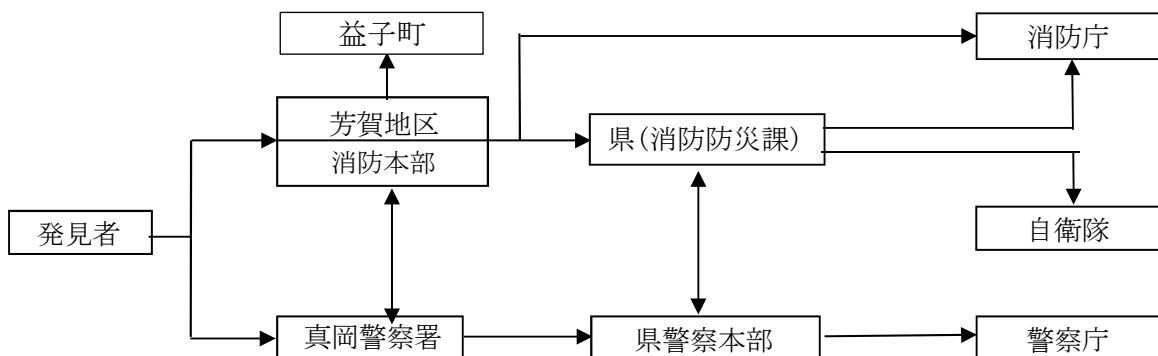 益子町
消防庁
芳賀地区
消防本部
県(消防防災課)
発見者
自衛隊
真岡警察署
県警察本部
警察庁